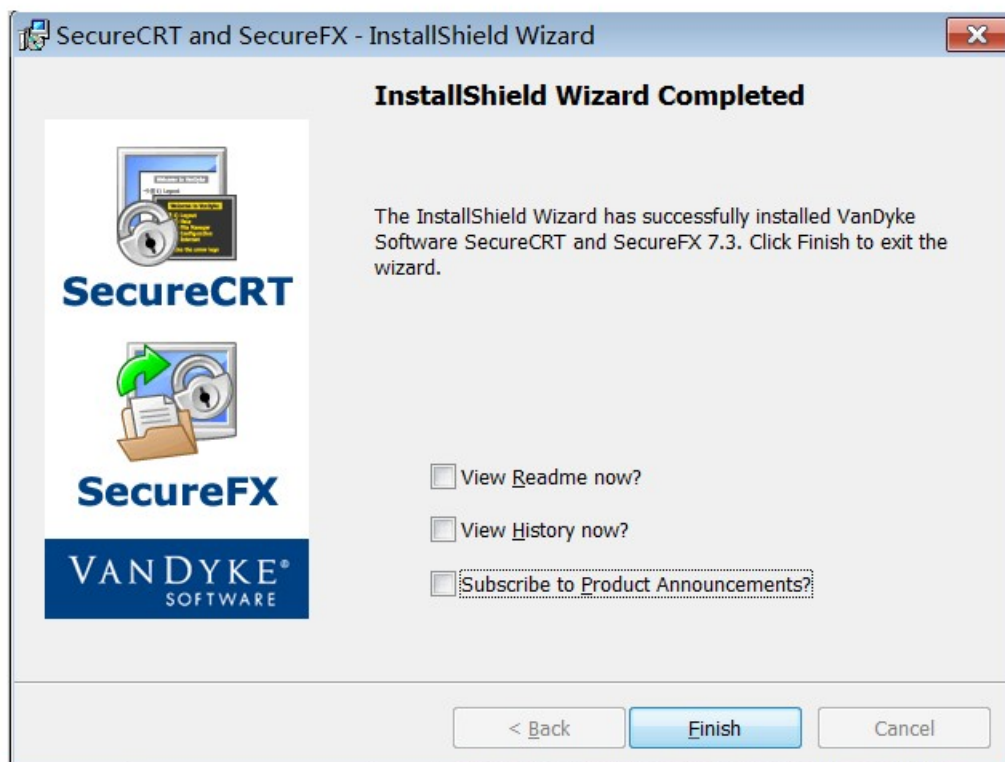 SecureCRT and SecureFX - InstallShield Wizard
InstallShield Wizard Completed
The InstallShield Wizard has successfully installed VanDyke
Software SecureCRT and SecureFX 7.3. Click Finish to exit the
wizard.
SecureCRT
SecureFX
VANDYKE®
SOFTWARE
View Readme now?
View History now?
Subscribe to Product Announcements?
< Back
Finish
Cancel